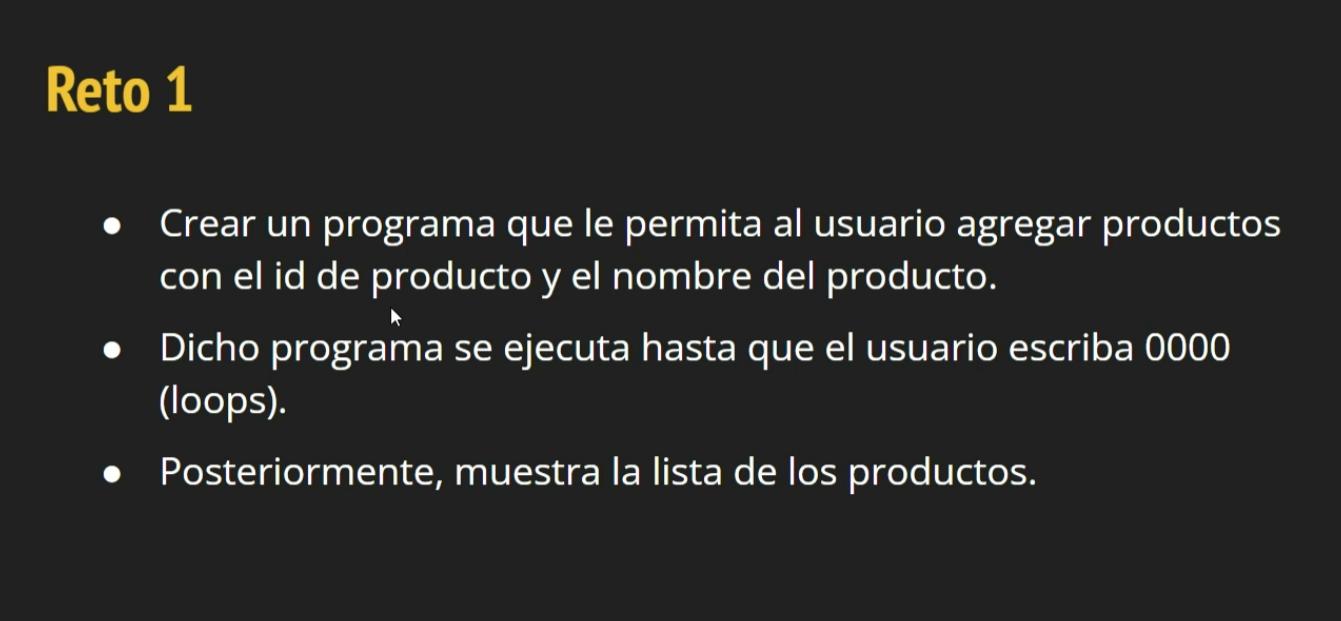 Reto 1
● Crear un programa que le permita al usuario agregar productos
con el id de producto y el nombre del producto.
● Dicho programa se ejecuta hasta que el usuario escriba 0000
(loops).
● Posteriormente, muestra la lista de los productos.